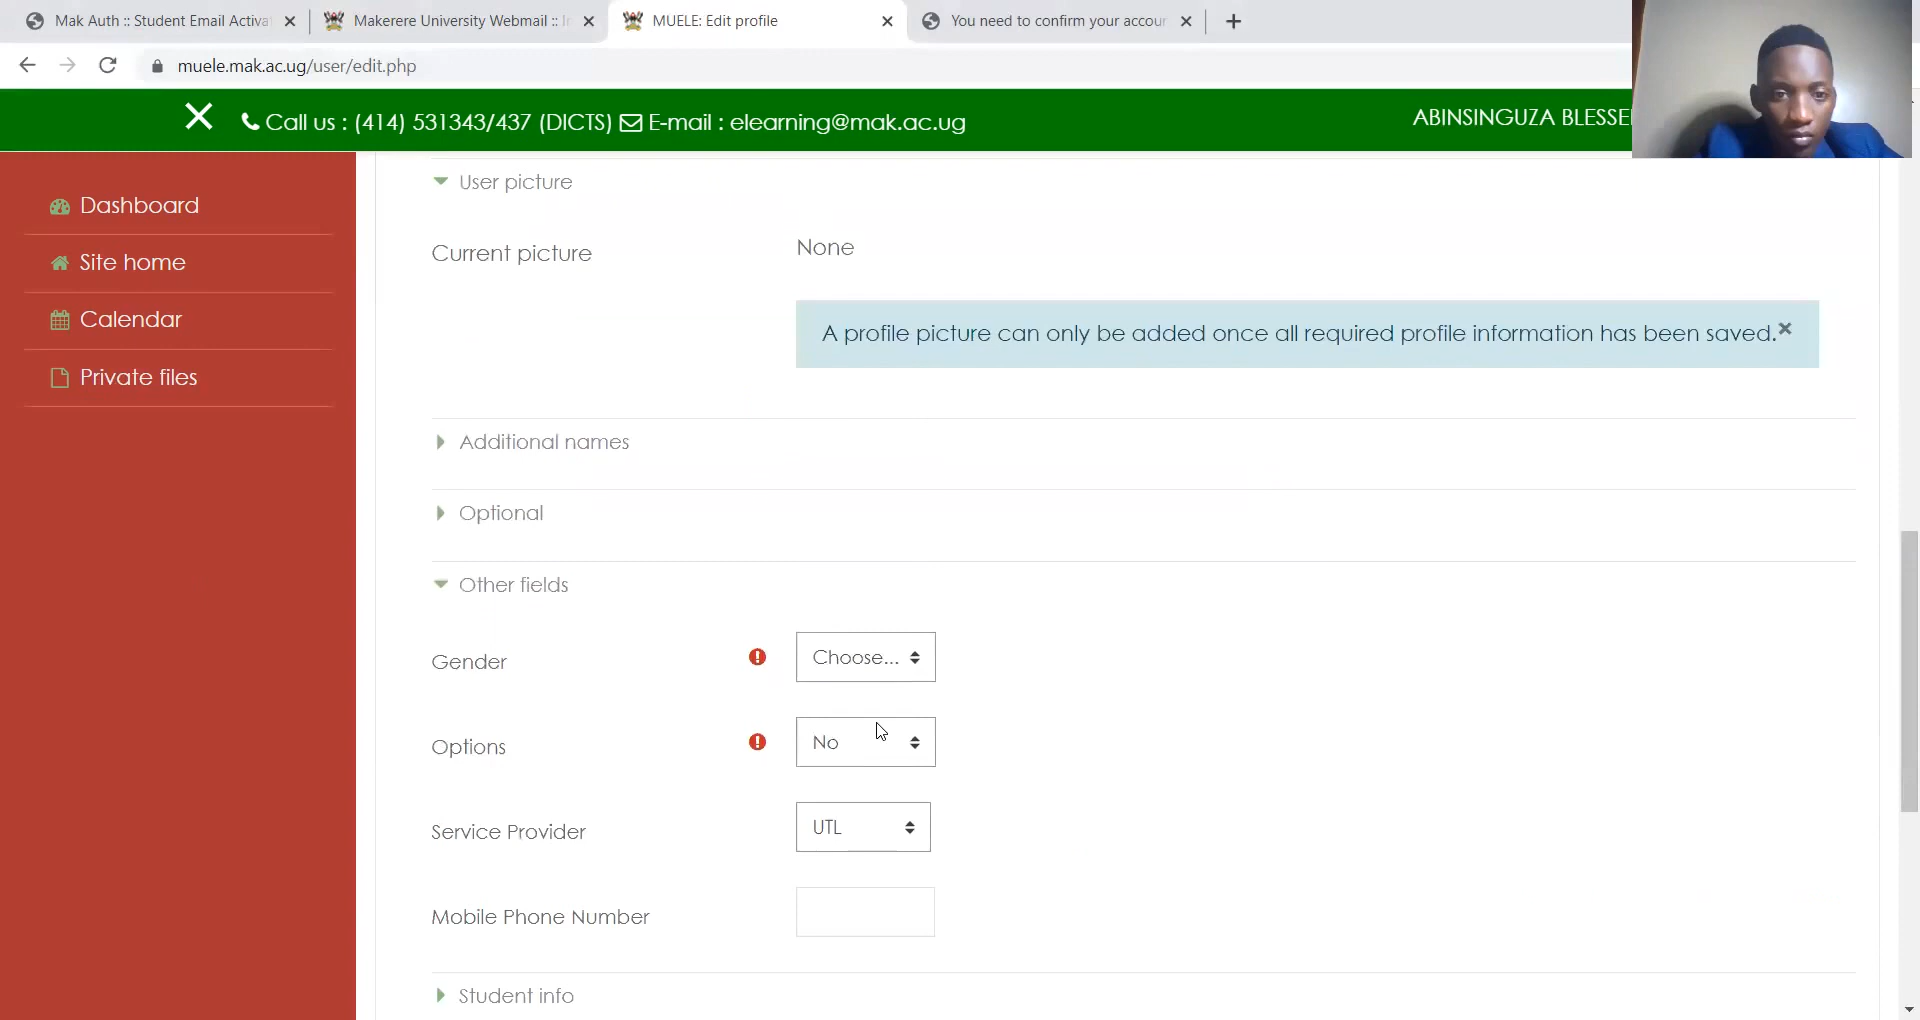 Mak Auth :: Student Email Activa
Makerere University Webmail ::
MUELE: Edit profile
You need to confirm your accour
muele.mak.ac.ug/user/edit.php
Call us : (414) 531343/437 (DICTS) E-mail : elearning@mak.ac.ug
ABINSINGUZA BLESSE
Dashboard
Site home
Calendar
Private files
User picture
Current picture
None
A profile picture can only be added once all required profile information has been saved.
Additional names
Optional
Other fields
Gender
Choose...
Options
No
Service Provider
UTL
Mobile Phone Number
Student info